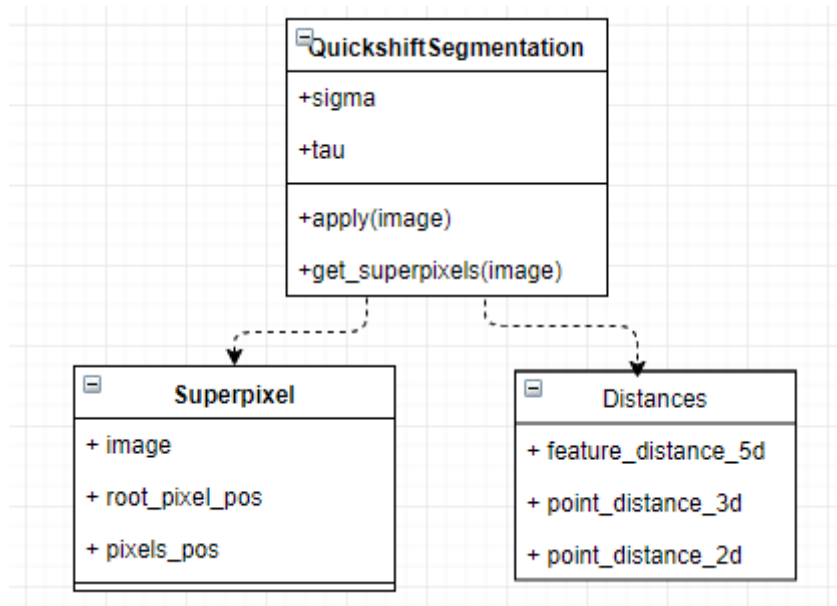 QuickshiftSegmentation
+sigma
+tau
+apply(image)
+get_superpixels(image)
Superpixel
+ image
+ root_pixel_pos
+ pixels_pos
Distances
+ feature_distance_5d
+ point_distance_3d
+ point_distance_2d